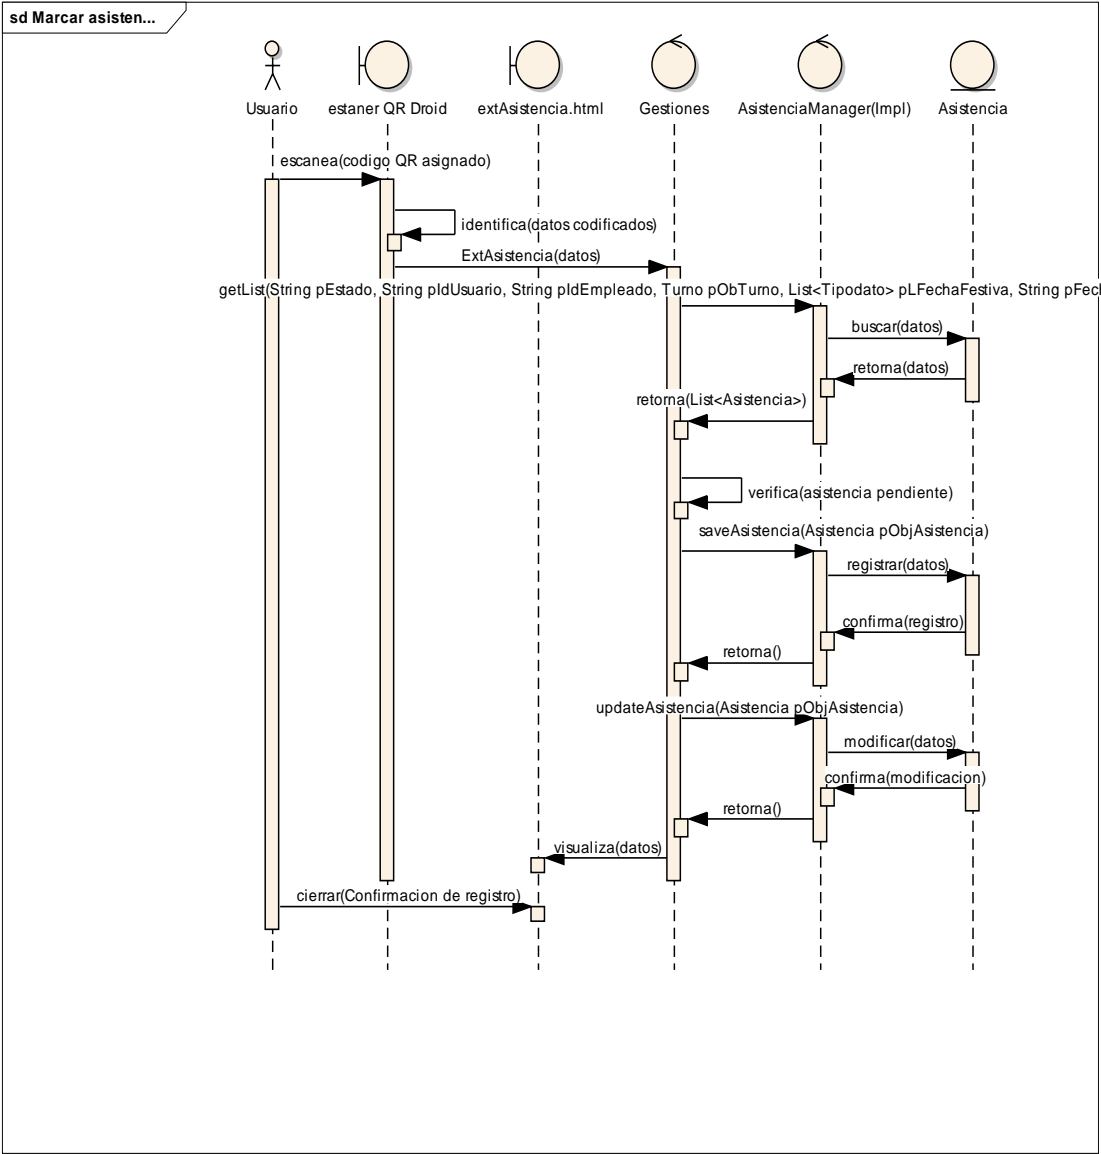 sd Marcar asisten...
Usuario
estaner QR Droid
extAsistencia.html
Gestiones
AsistenciaManager(Impl)
Asistencia
escanea(codigo QR asignado)
identifica(datos codificados)
ExtAsistencia(datos)
getList(String pEstado, String pIdUsuario, String pIdEmpleado, Turno pObTurno, List<Tipodato> pLFechaFestiva, String pFecl
buscar(datos)
retorna(datos)
retorna(List<Asistencia>)
verifica(asistencia pendiente)
saveAsistencia(Asistencia pObjAsistencia)
registrar(datos)
confirma(registro)
retorna()
updateAsistencia(Asistencia pObjAsistencia)
modificar(datos)
confirma(modificacion)
retorna()
visualiza(datos)
cierrar(Confirmacion de registro)